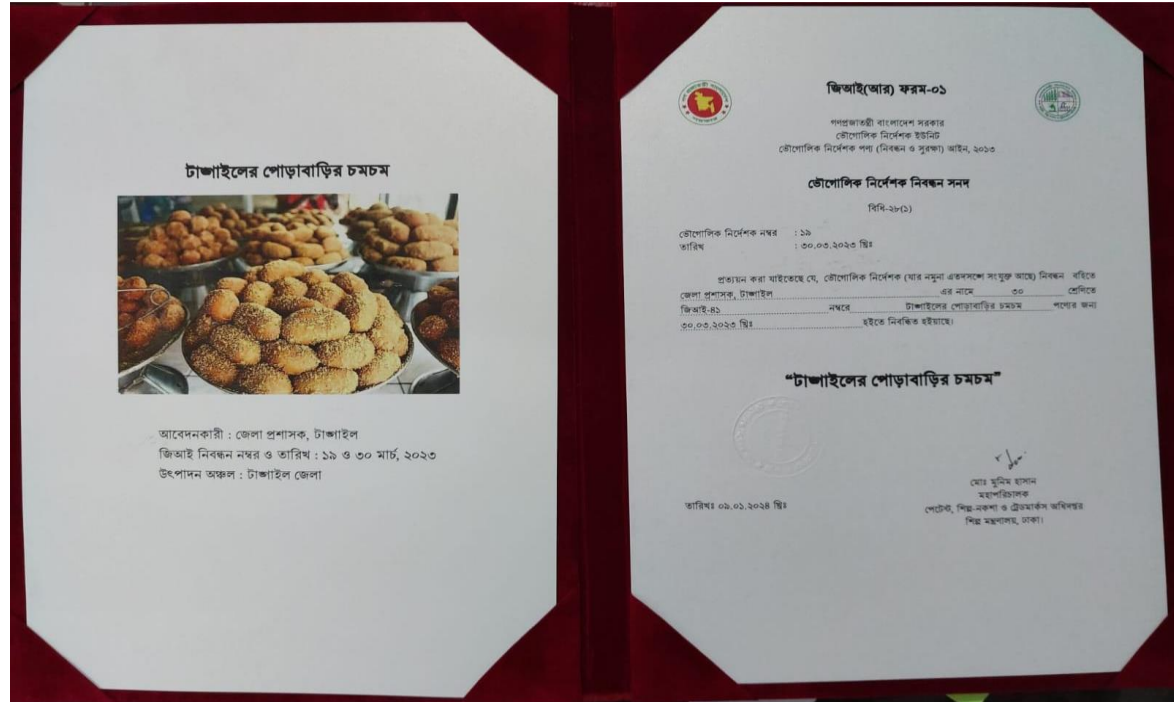 টাঙ্গাইলের পোড়াবাড়ির চমচম
আবেদনকারী : জেলা প্রশাসক, টাঙ্গাইল
জিআই নিবন্ধন নম্বর ও তারিখ : ১৯ ও ৩০ মার্চ, ২০২৩
উৎপাদন অঞ্চল : টাঙ্গাইল জেলা
জিআই(আর) ফরম-০১
গণপ্রজাতন্ত্রী বাংলাদেশ সরকার
ভৌগোলিক নির্দেশক ইউনিট
ভৌগোলিক নির্দেশক পণ্য (নিবন্ধন ও সুরক্ষা) আইন, ২০১৩
ভৌগোলিক নির্দেশক নিবন্ধন সনদ
বিধি-২৮(১)
ভৌগোলিক নির্দেশক নম্বর : ১৯
তারিখ : ৩০.০৩.২০২৩ খ্রিঃ
প্রত্যয়ন করা যাইতেছে যে, ভৌগোলিক নির্দেশক (যার নমুনা এতদসঙ্গে সংযুক্ত আছে) নিবন্ধন বহিতে
জেলা প্রশাসক, টাঙ্গাইল এর নামে ৩০ শ্রেণিতে
জিআই-৪১ নম্বরে টাঙ্গাইলের পোড়াবাড়ির চমচম পণ্যের জন্য
৩০.০৩.২০২৩ খ্রিঃ হইতে নিবন্ধিত হইয়াছে।
“টাঙ্গাইলের পোড়াবাড়ির চমচম”
মোঃ মুনিম হাসান
মহাপরিচালক
তারিখঃ ০৯.০১.২০২৪ খ্রিঃ
পেটেন্ট, শিল্প-নকশা ও ট্রেডমার্কস অধিদপ্তর
শিল্প মন্ত্রণালয়, ঢাকা।